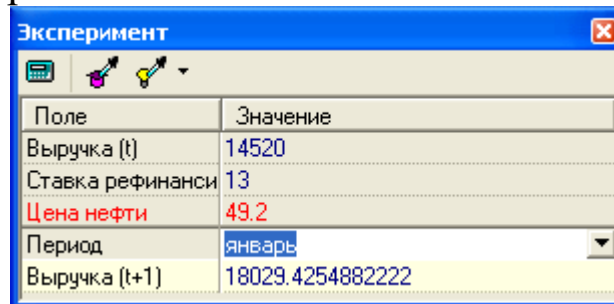 Эксперимент
Поле Значение
Выручка (t) 14520
Ставка рефинанси 13
Цена нефти 49.2
Период январь
Выручка (t+1) 18029.4254882222